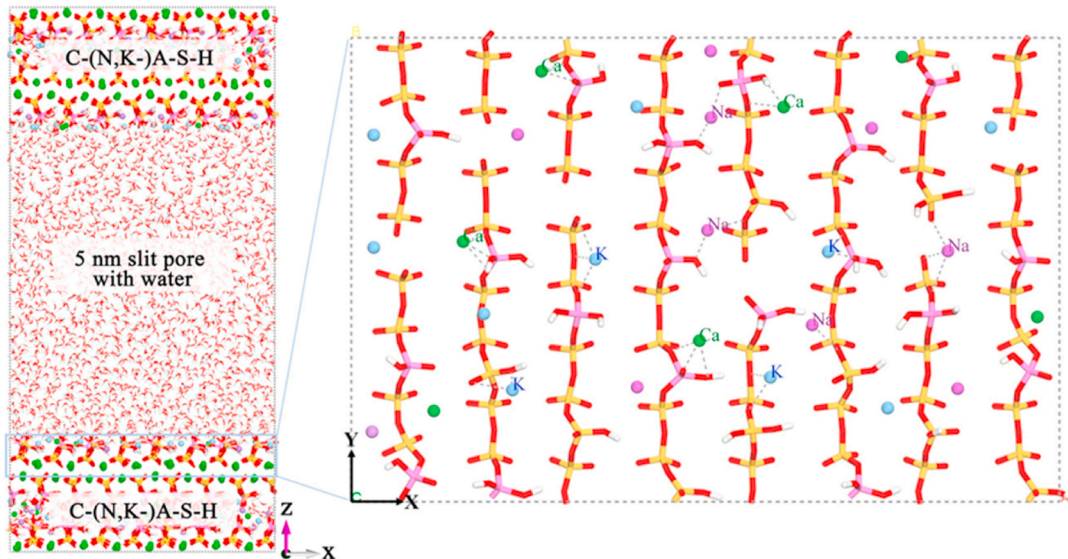 C-(N,K-)A-S-H
5 nm slit pore
with water
C-(N,K-)A-S-H
Z
X
B
Ca
Na
Ca
Ca
Na
K
K
Na
Na
Ca
K
K
Y
C
X